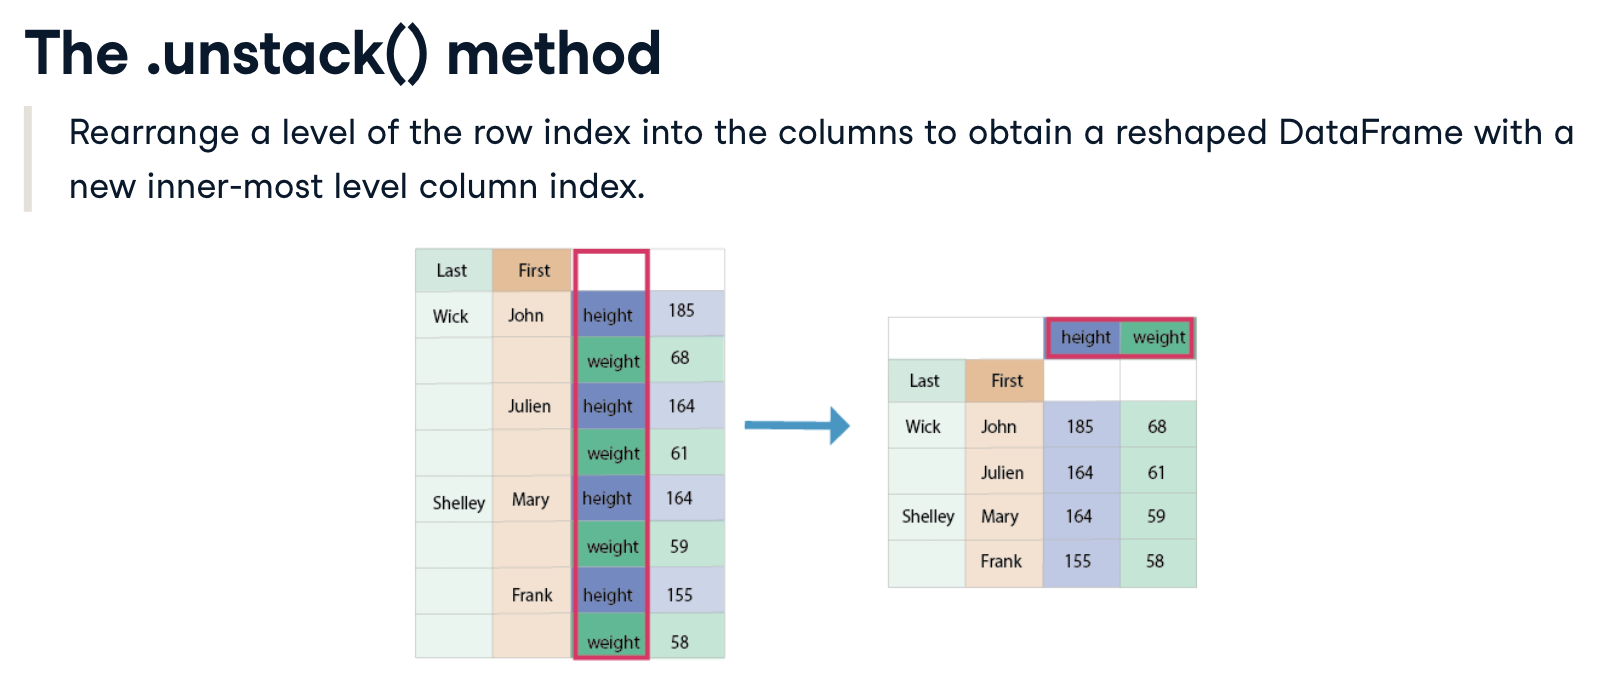 The .unstack() method
Rearrange a level of the row index into the columns to obtain a reshaped DataFrame with a
new inner-most level column index.
Last First
Wick John height 185
weight 68
Julien height 164
weight 61
Shelley Mary height 164
weight 59
Frank height 155
weight 58
height weight
Last First
Wick John 185 68
Julien 164 61
Shelley Mary 164 59
Frank 155 58